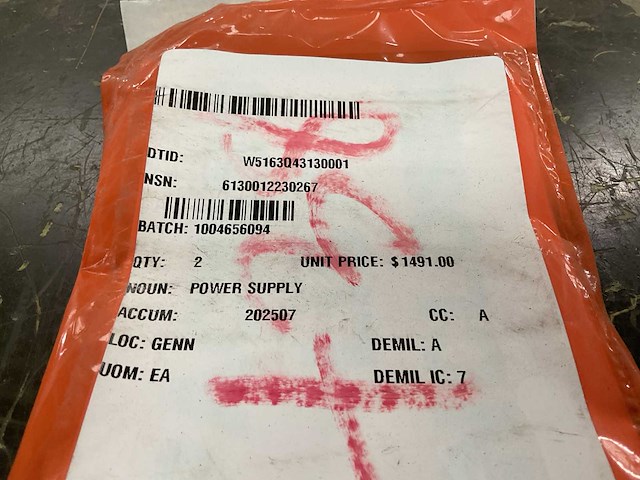 DTID: W5163Q43130001
NSN: 6130012230267
BATCH: 1004656094
QTY: 2 UNIT PRICE: $1491.00
NOUN: POWER SUPPLY
ACCUM: 202507 CC: A
LOC: GENN DEMIL: A
UOM: EA DEMIL IC: 7